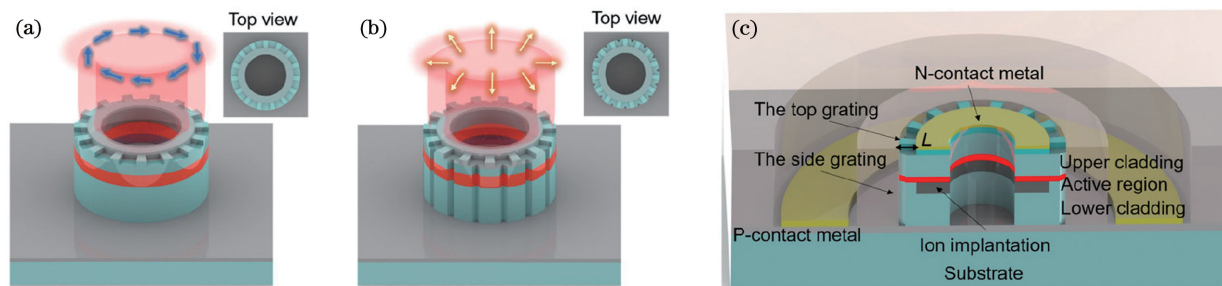 (a)
Top view
(b)
Top view
(c)
N-contact metal
The top grating
L
The side grating
Upper cladding
Active region
Lower cladding
P-contact metal
Ion implantation
Substrate